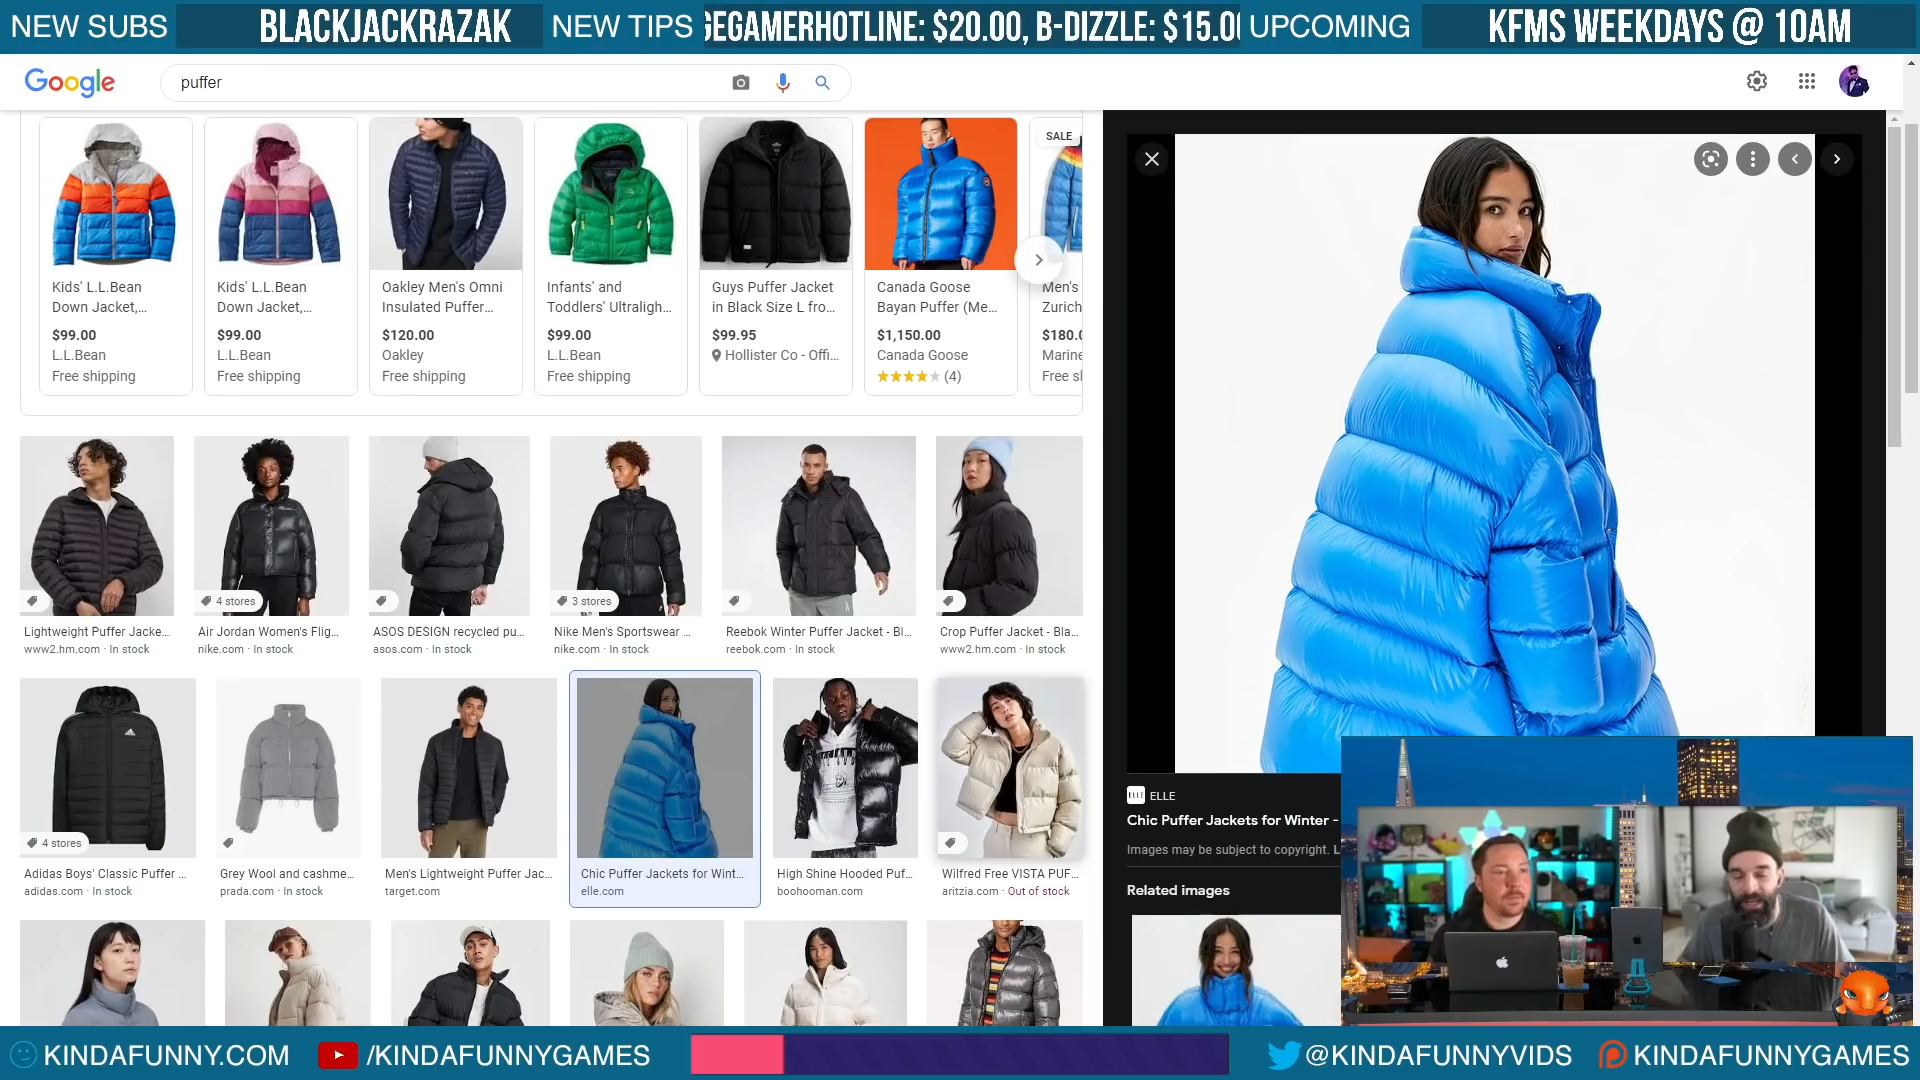 NEW SUBS
BLACKJACKRAZAK
NEW TIPS
GEGAMERHOTLINE: $20.00, B-DIZZLE: $15.00
UPCOMING
KFMS WEEKDAYS @ 10AM
Google
puffer
SALE
Kids' L.L.Bean
Down Jacket,...
$99.00
L.L.Bean
Free shipping
Kids' L.L.Bean
Down Jacket,...
$99.00
L.L.Bean
Free shipping
Oakley Men's Omni
Insulated Puffer...
$120.00
Oakley
Free shipping
Infants' and
Toddlers' Ultraligh...
$99.00
L.L.Bean
Free shipping
Guys Puffer Jacket
in Black Size L fro...
$99.95
Hollister Co - Offi...
Canada Goose
Bayan Puffer (Me...
$1,150.00
Canada Goose
(4)
Men's
Zurich
$180.
Marine
Free s
4 stores
3 stores
Lightweight Puffer Jacke...
www2.hm.com · In stock
Air Jordan Women's Flig...
nike.com · In stock
ASOS DESIGN recycled pu...
asos.com · In stock
Nike Men's Sportswear ...
nike.com · In stock
Reebok Winter Puffer Jacket - Bl...
reebok.com · In stock
Crop Puffer Jacket - Bla...
www2.hm.com · In stock
4 stores
Adidas Boys' Classic Puffer ...
adidas.com · In stock
Grey Wool and cashme...
prada.com · In stock
Men's Lightweight Puffer Jac...
target.com
Chic Puffer Jackets for Wint...
elle.com
High Shine Hooded Puf...
boohooman.com
Wilfred Free VISTA PUF...
aritzia.com · Out of stock
ELLE
ELLE
Chic Puffer Jackets for Winter -
Images may be subject to copyright. L
Related images
KINDAFUNNY.COM
/KINDAFUNNYGAMES
@KINDAFUNNYVIDS
KINDAFUNNYGAMES